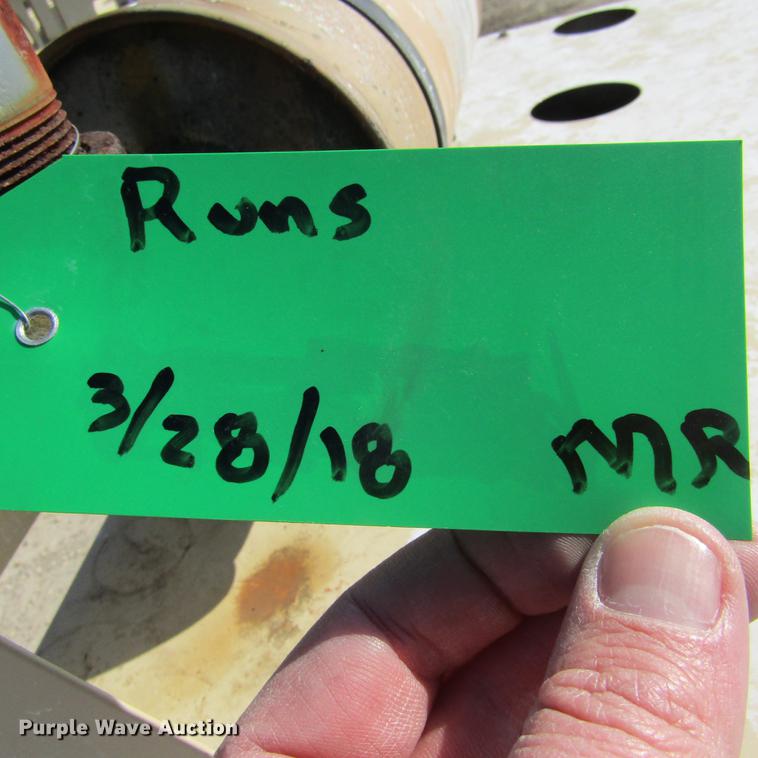 Runs
3/28/18 MR
Purple Wave Auction